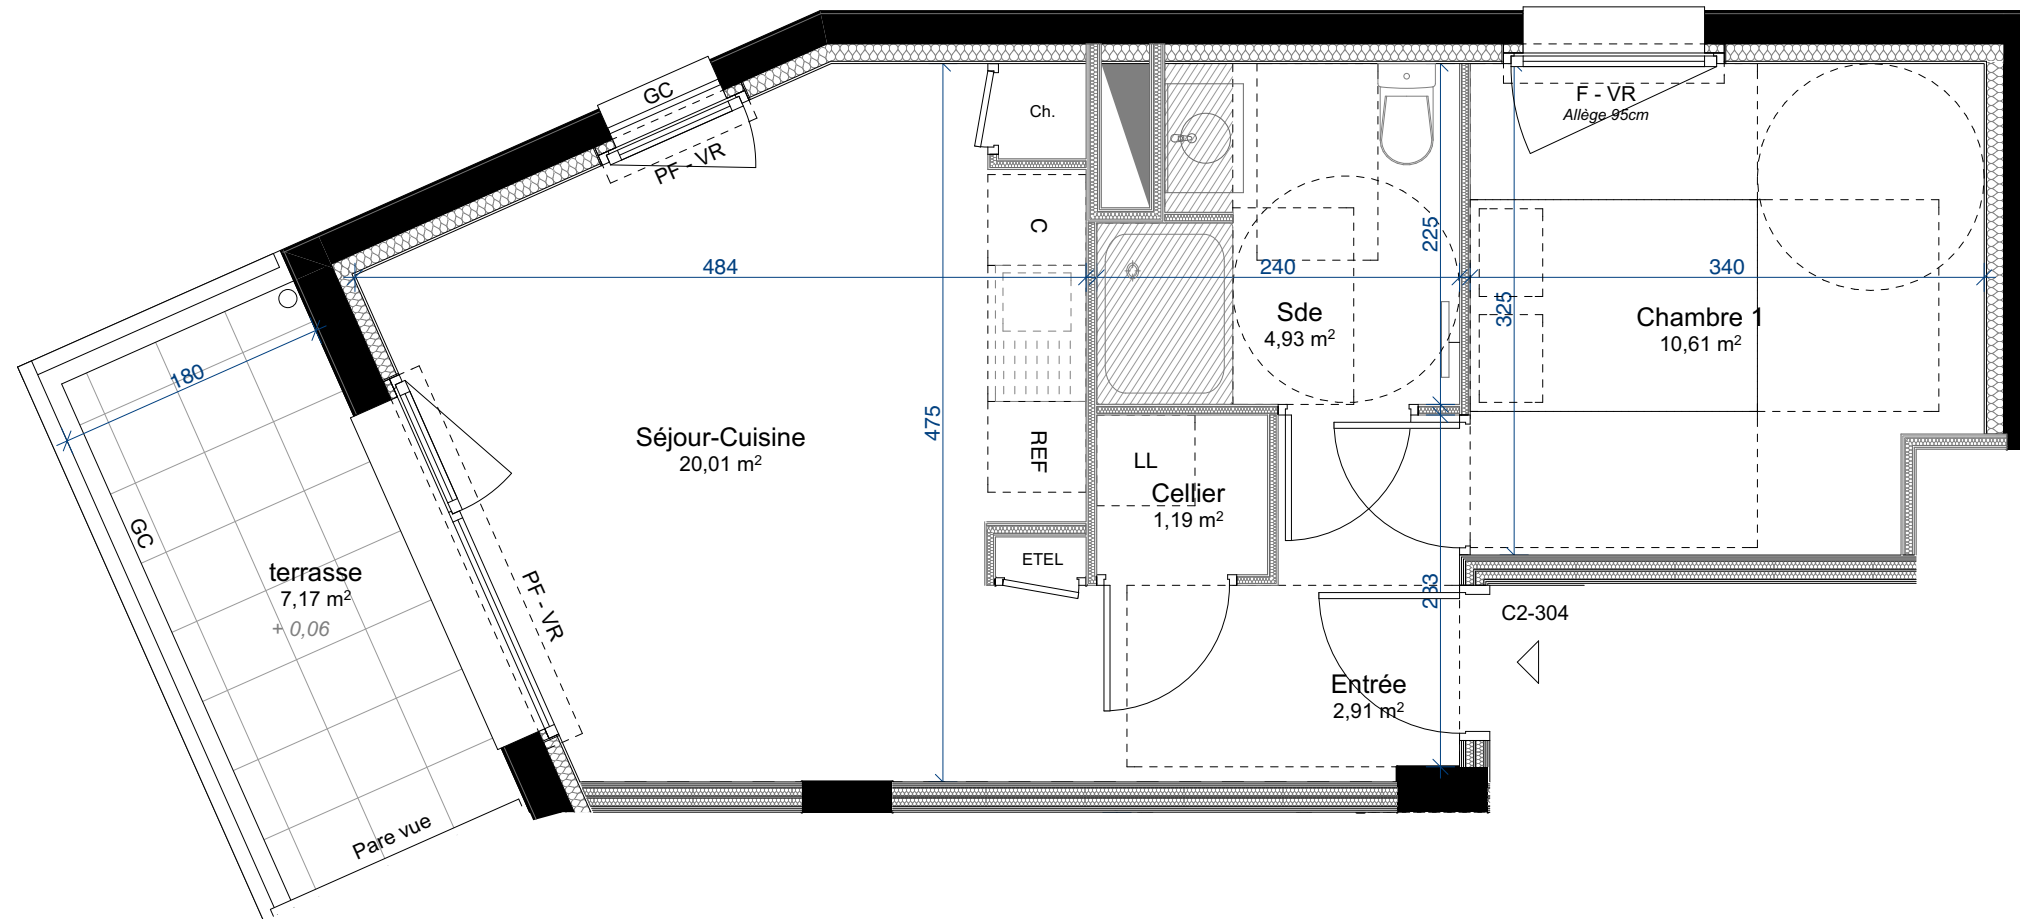 GC
PF - VR
Ch.
F - VR
Allège 95cm
C
225
484
240
340
325
Sde
4,93 m²
Chambre 1
10,61 m²
180
475
Séjour-Cuisine
20,01 m²
REF
LL
Cellier
1,19 m²
GC
ETEL
terrasse
7,17 m²
+ 0,06
PF - VR
233
C2-304
Entrée
2,91 m²
Pare vue